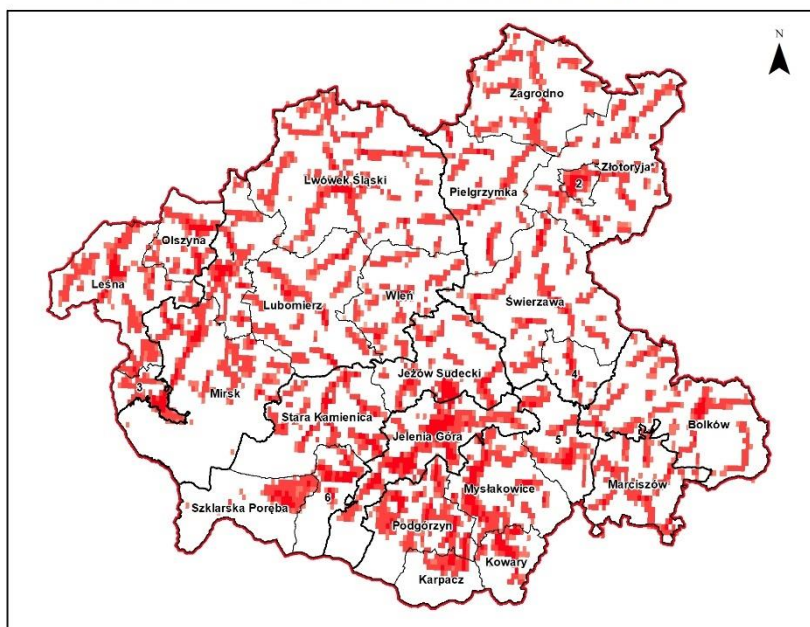 N
Zagrodno
Złotoryja
Lwówek Śląski
Pielgrzymka
2
Olszyna
1
Leśna
Lubomierz
Wleń
Świerzawa
Jeżów Sudecki
4
3
Mirsk
Stara Kamienica
Bolków
Jelenia Góra
5
Marciszów
Mysłakowice
6
Szklarska Poręba
Podgórzyn
Kowary
Karpacz